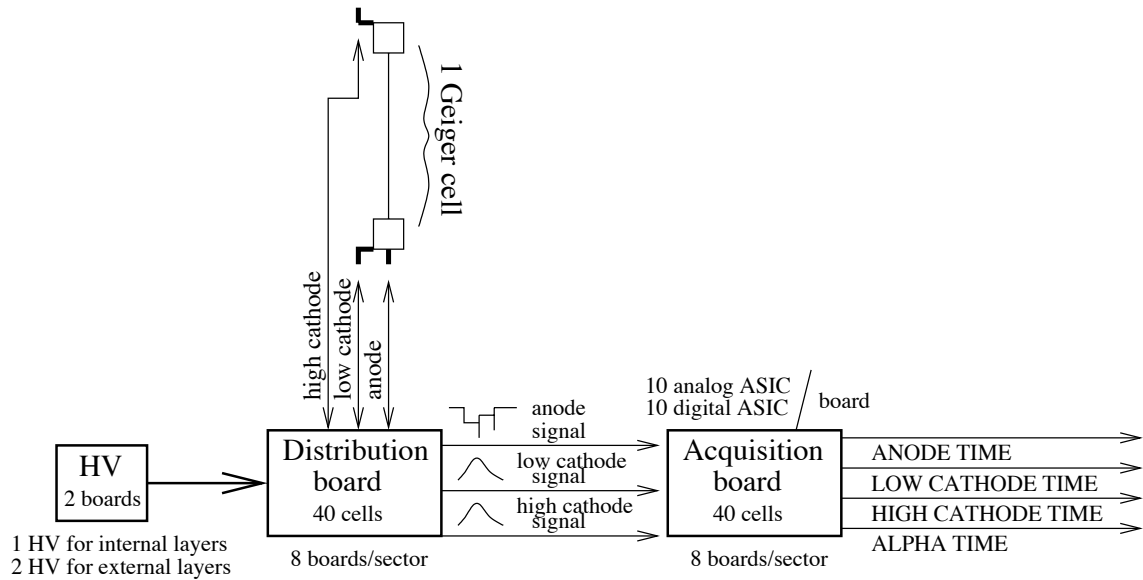 1 Geiger cell
high cathode
low cathode
anode
10 analog ASIC
10 digital ASIC
board
anode
signal
low cathode
signal
high cathode
signal
HV
2 boards
Distribution
board
40 cells
Acquisition
board
40 cells
ANODE TIME
LOW CATHODE TIME
HIGH CATHODE TIME
ALPHA TIME
1 HV for internal layers
2 HV for external layers
8 boards/sector
8 boards/sector